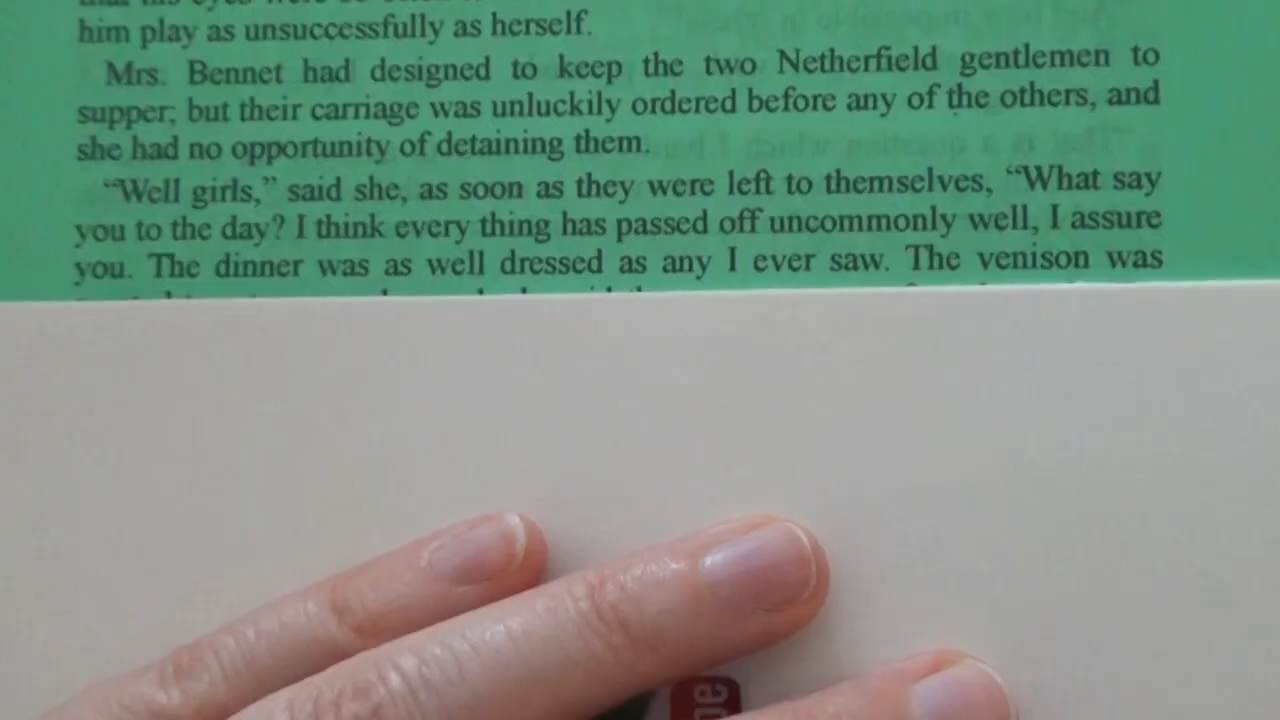 him play as unsuccessfully as herself.
Mrs. Bennet had designed to keep the two Netherfield gentlemen to
supper; but their carriage was unluckily ordered before any of the others, and
she had no opportunity of detaining them.
“Well girls,” said she, as soon as they were left to themselves, “What say
you to the day? I think every thing has passed off uncommonly well, I assure
you. The dinner was as well dressed as any I ever saw. The venison was